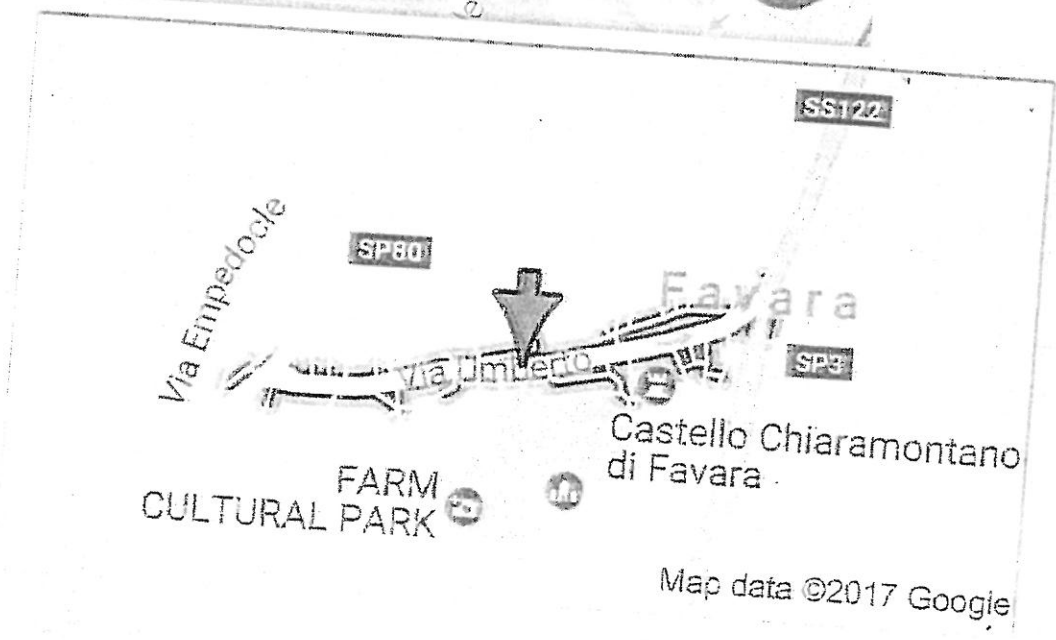 SS122
Via Empedocle
SP80
Favara
Via Umberto
SP3
Castello Chiaramontano
di Favara
FARM
CULTURAL PARK
Map data ©2017 Google